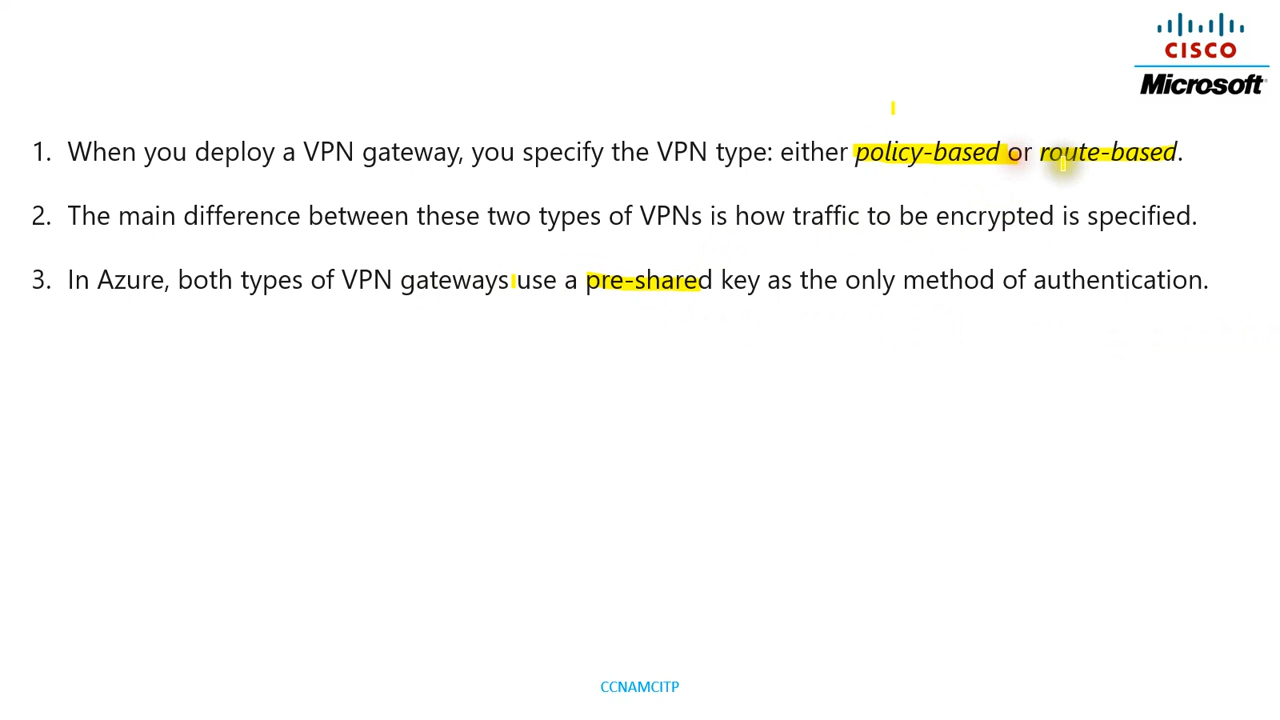 CISCO
Microsoft
1. When you deploy a VPN gateway, you specify the VPN type: either policy-based or route-based.
2. The main difference between these two types of VPNs is how traffic to be encrypted is specified.
3. In Azure, both types of VPN gateways use a pre-shared key as the only method of authentication.
CCNAMCITP